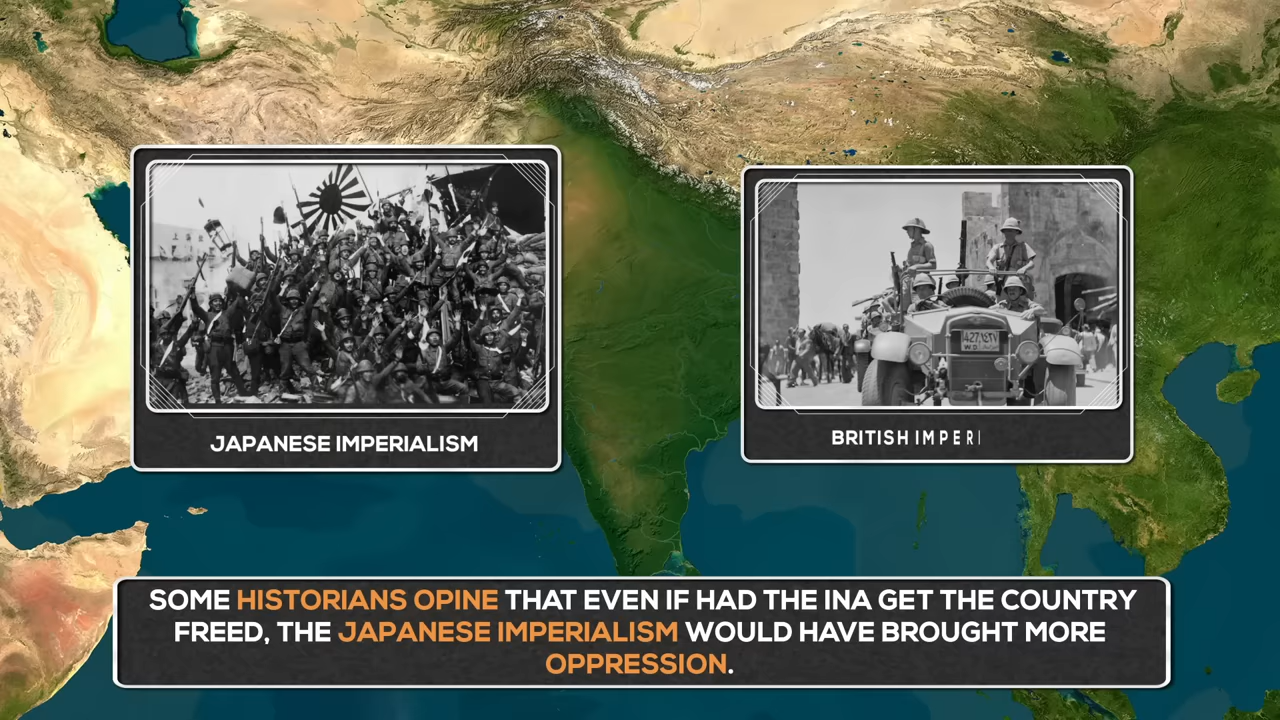 JAPANESE IMPERIALISM
BRITISH IMPERI
SOME HISTORIANS OPINE THAT EVEN IF HAD THE INA GET THE COUNTRY
FREED, THE JAPANESE IMPERIALISM WOULD HAVE BROUGHT MORE
OPPRESSION.